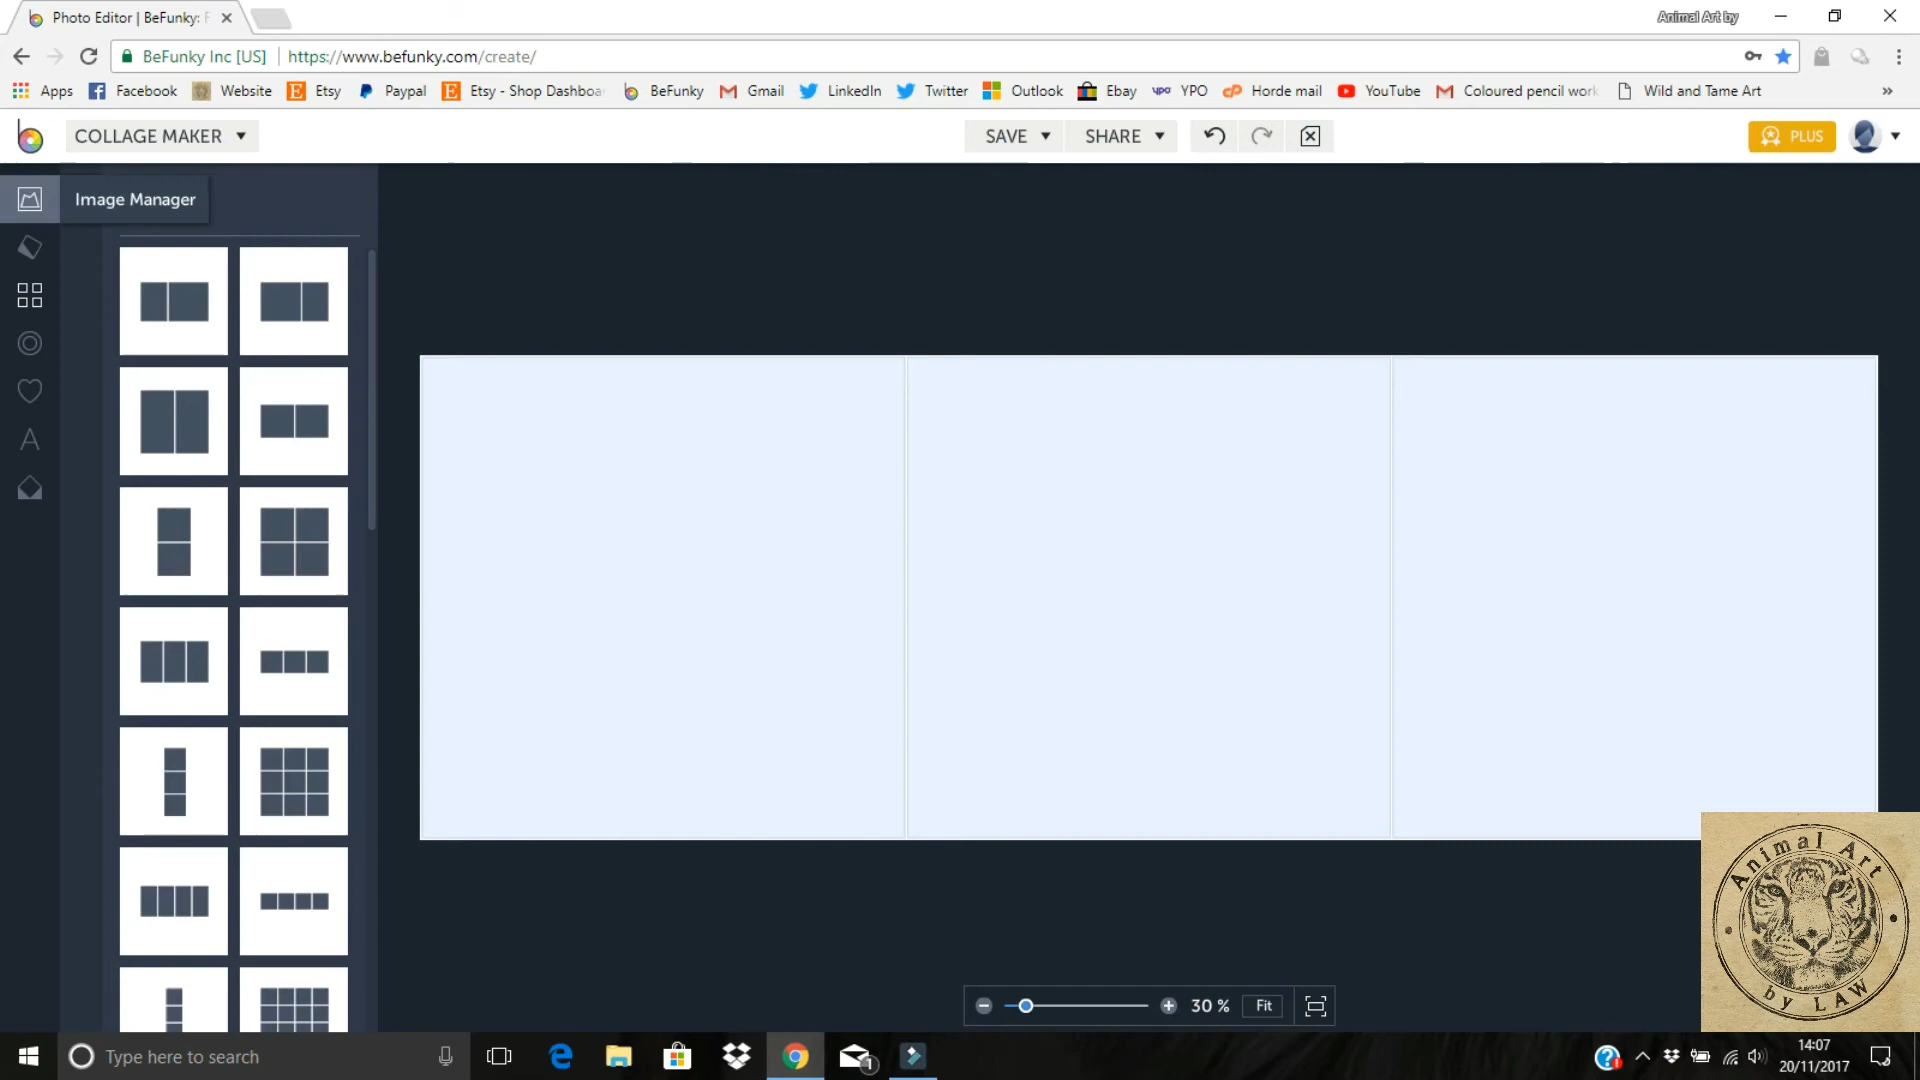 Photo Editor | BeFunky: F
Animal Art by
BeFunky Inc [US]
https://www.befunky.com/create/
Apps
Facebook
Website
Etsy
Paypal
Etsy - Shop Dashboa
BeFunky
Gmail
LinkedIn
Twitter
Outlook
Ebay
YPO
Horde mail
YouTube
Coloured pencil work
Wild and Tame Art
COLLAGE MAKER
SAVE
SHARE
PLUS
Image Manager
Animal Art
by LAW
30 %
Fit
Type here to search
1
14:07
20/11/2017